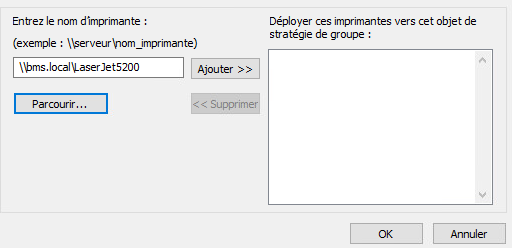 Entrez le nom d'imprimante :
(exemple : \\serveur\nom_imprimante)
\\bms.local\LaserJet5200
Ajouter >>
Parcourir...
<< Supprimer
Déployer ces imprimantes vers cet objet de
stratégie de groupe :
OK
Annuler